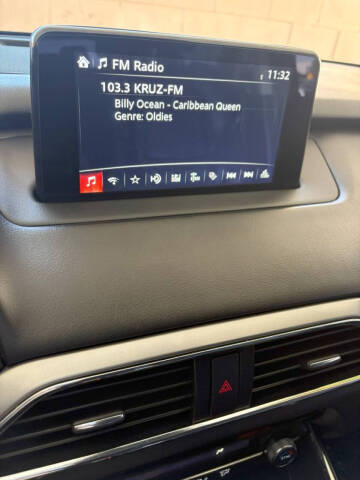 FM Radio
11:32
103.3 KRUZ-FM
Billy Ocean - Caribbean Queen
Genre: Oldies